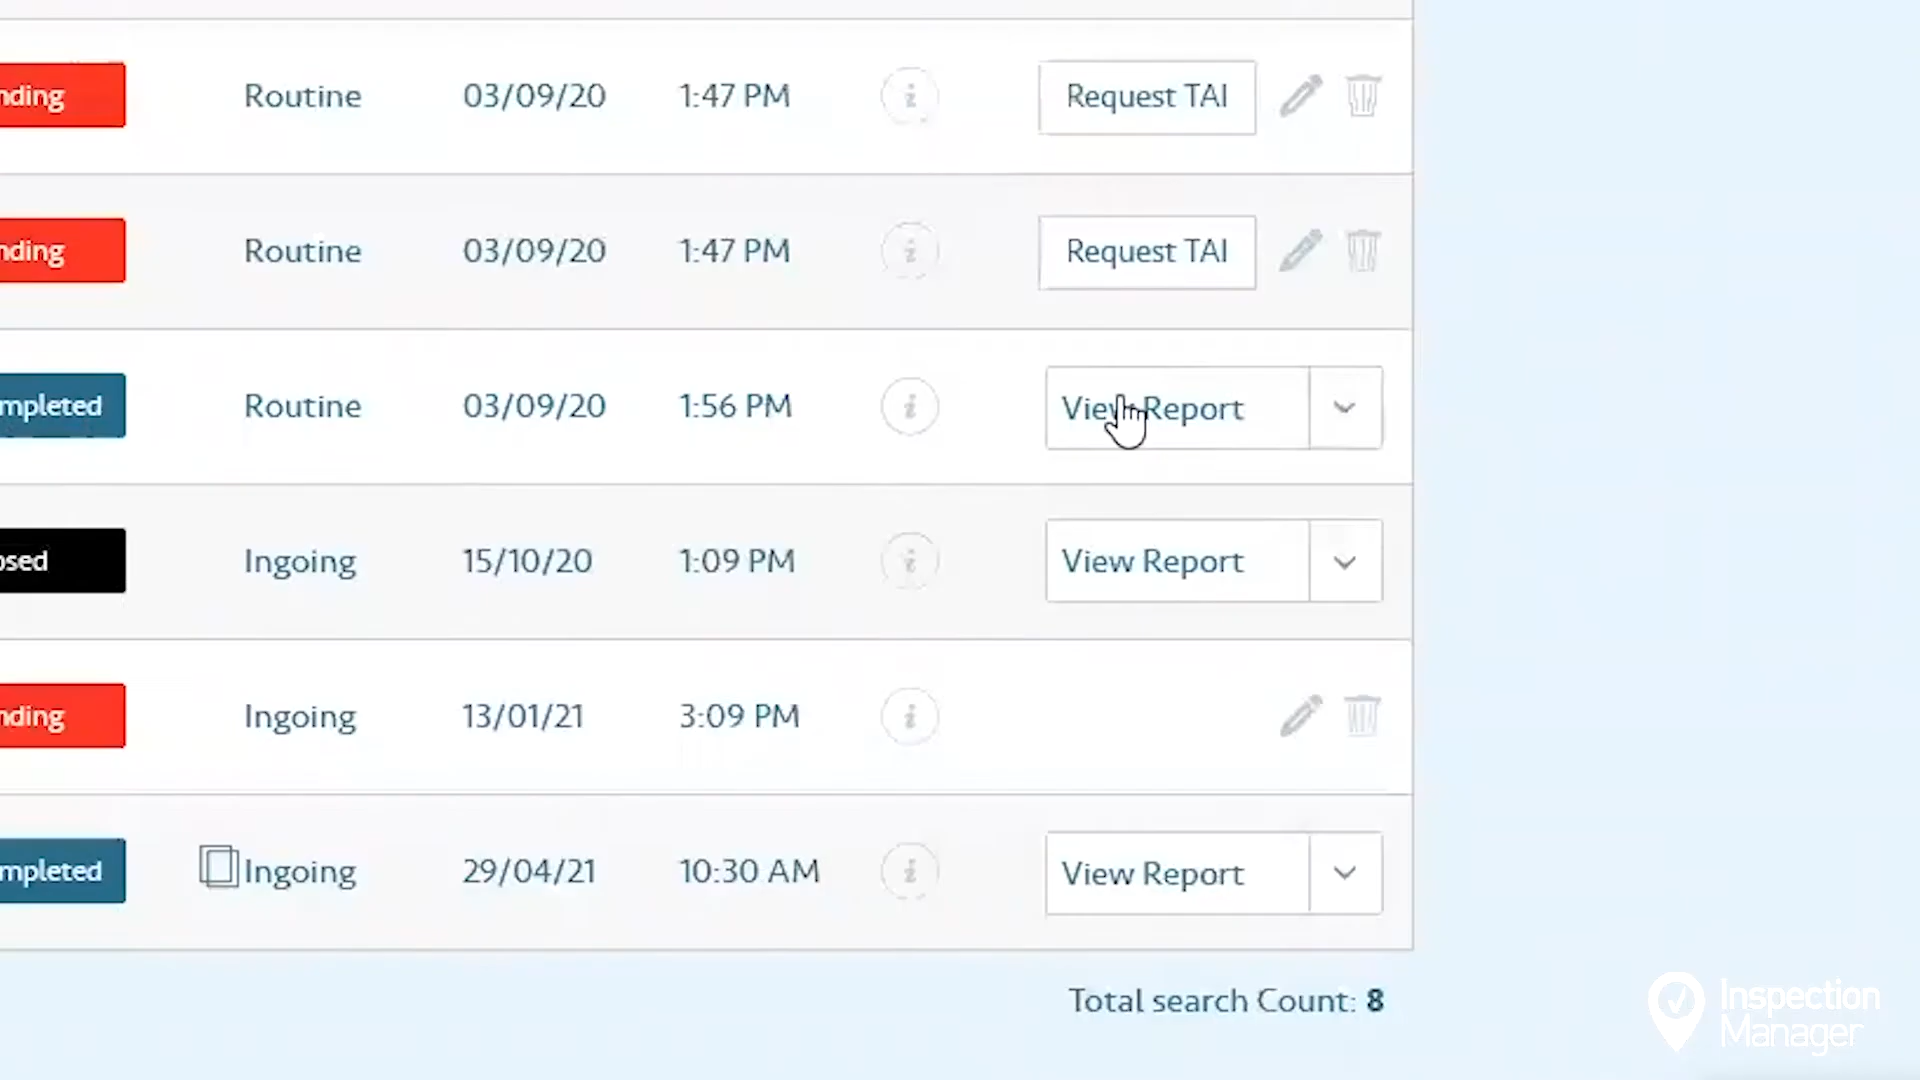 nding Routine 03/09/20 1:47 PM i Request TAI
nding Routine 03/09/20 1:47 PM i Request TAI
mpleted Routine 03/09/20 1:56 PM i View Report
osed Ingoing 15/10/20 1:09 PM i View Report
nding Ingoing 13/01/21 3:09 PM i
mpleted Ingoing 29/04/21 10:30 AM i View Report
Total search Count: 8
Inspection
Manager